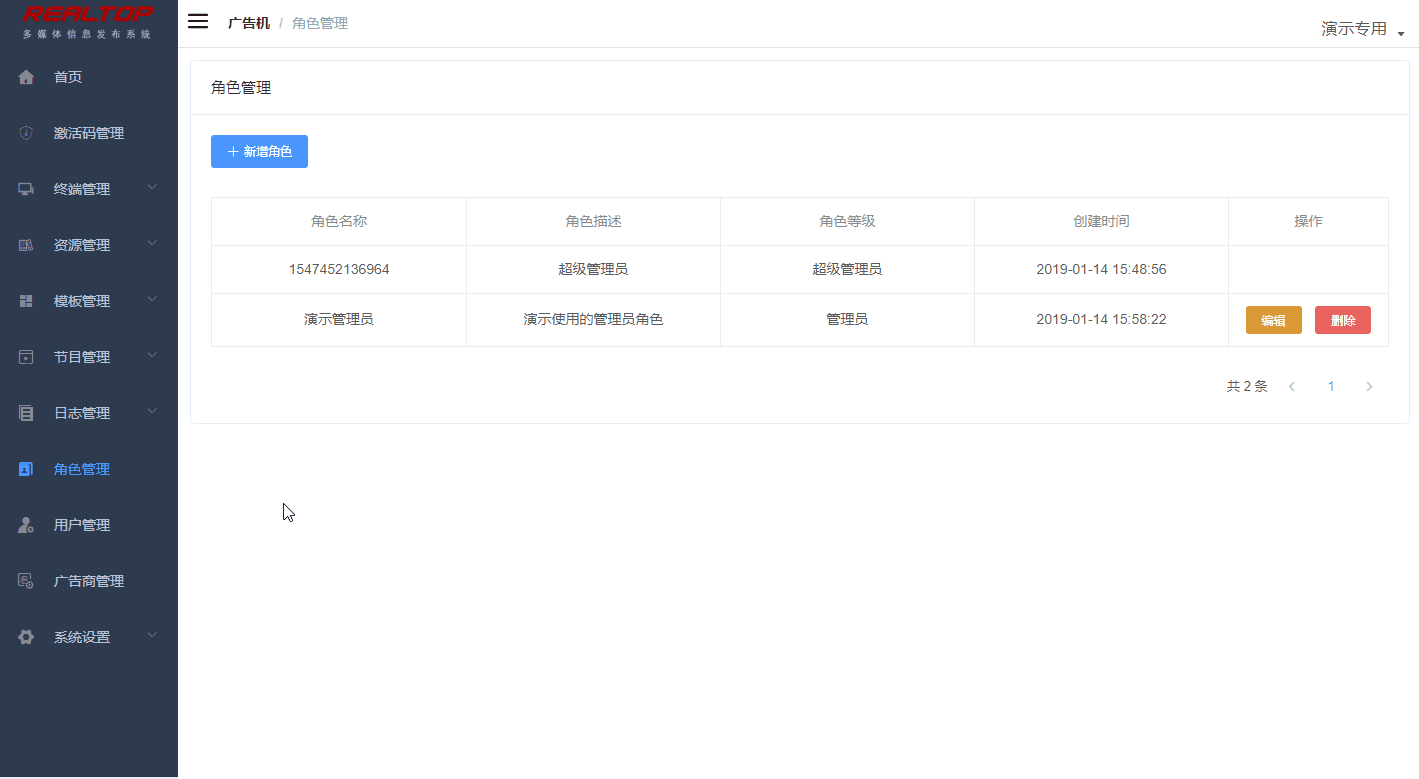 REALTOP
多媒体信息发布系统
首页
激活码管理
终端管理
资源管理
模板管理
节目管理
日志管理
角色管理
用户管理
广告商管理
系统设置
广告机 / 角色管理
演示专用
角色管理
+ 新增角色
角色名称 角色描述 角色等级 创建时间 操作
1547452136964 超级管理员 超级管理员 2019-01-14 15:48:56
演示管理员 演示使用的管理员角色 管理员 2019-01-14 15:58:22 编辑 删除
共 2 条 < 1 >